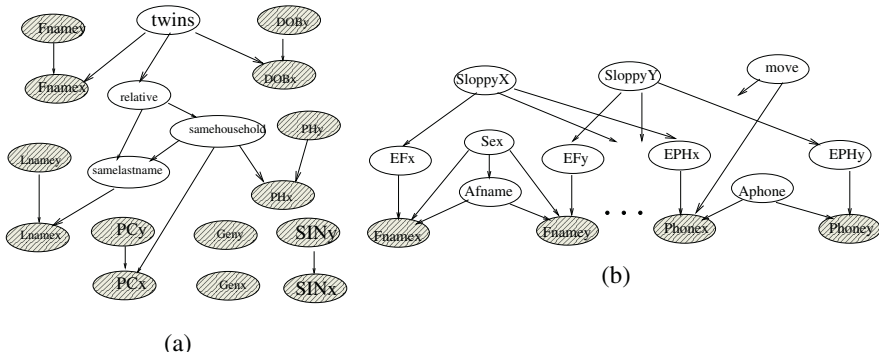 Fnamey
twins
DOBy
Fnamex
DOBx
relative
samehousehold
PHy
Lnamey
samelastname
PHx
Lnamex
PCy
Geny
SINy
PCx
Genx
SINx
(a)
SloppyX
SloppyY
move
Sex
EFx
EFy
EPHx
EPHy
Afname
Aphone
Fnamex
Fnamey
. . .
Phonex
Phoney
(b)